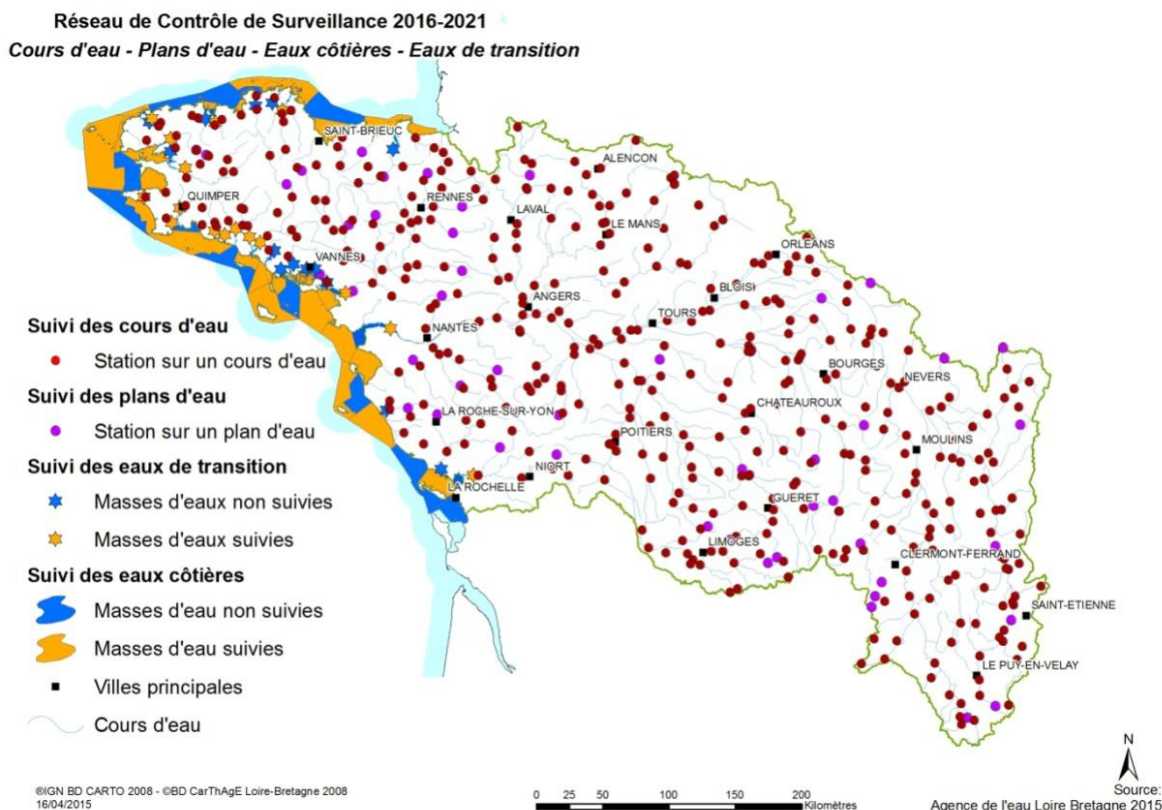 Réseau de Contrôle de Surveillance 2016-2021
Cours d'eau - Plans d'eau - Eaux côtières - Eaux de transition
SAINT-BRIEUC
ALENCON
QUIMPER
RENNES
LAVAL
LE MANS
VANNES
ORLEANS
BLOIS
ANGERS
TOURS
NANTES
BOURGES
NEVERS
CHATEAUROUX
LA ROCHE-SUR-YON
POITIERS
MOULINS
NIORT
LA ROCHELLE
GUERET
LIMOGES
CLERMONT-FERRAND
SAINT-ETIENNE
LE PUY-EN-VELAY
Suivi des cours d'eau
Station sur un cours d'eau
Suivi des plans d'eau
Station sur un plan d'eau
Suivi des eaux de transition
Masses d'eaux non suivies
Masses d'eaux suivies
Suivi des eaux côtières
Masses d'eau non suivies
Masses d'eau suivies
Villes principales
Cours d'eau
N
®IGN BD CARTO 2008 - ©BD CarThAgE Loire-Bretagne 2008
16/04/2015
0 25 50 100 150 200
Kilomètres
Source:
Agence de l'eau Loire Bretagne 2015